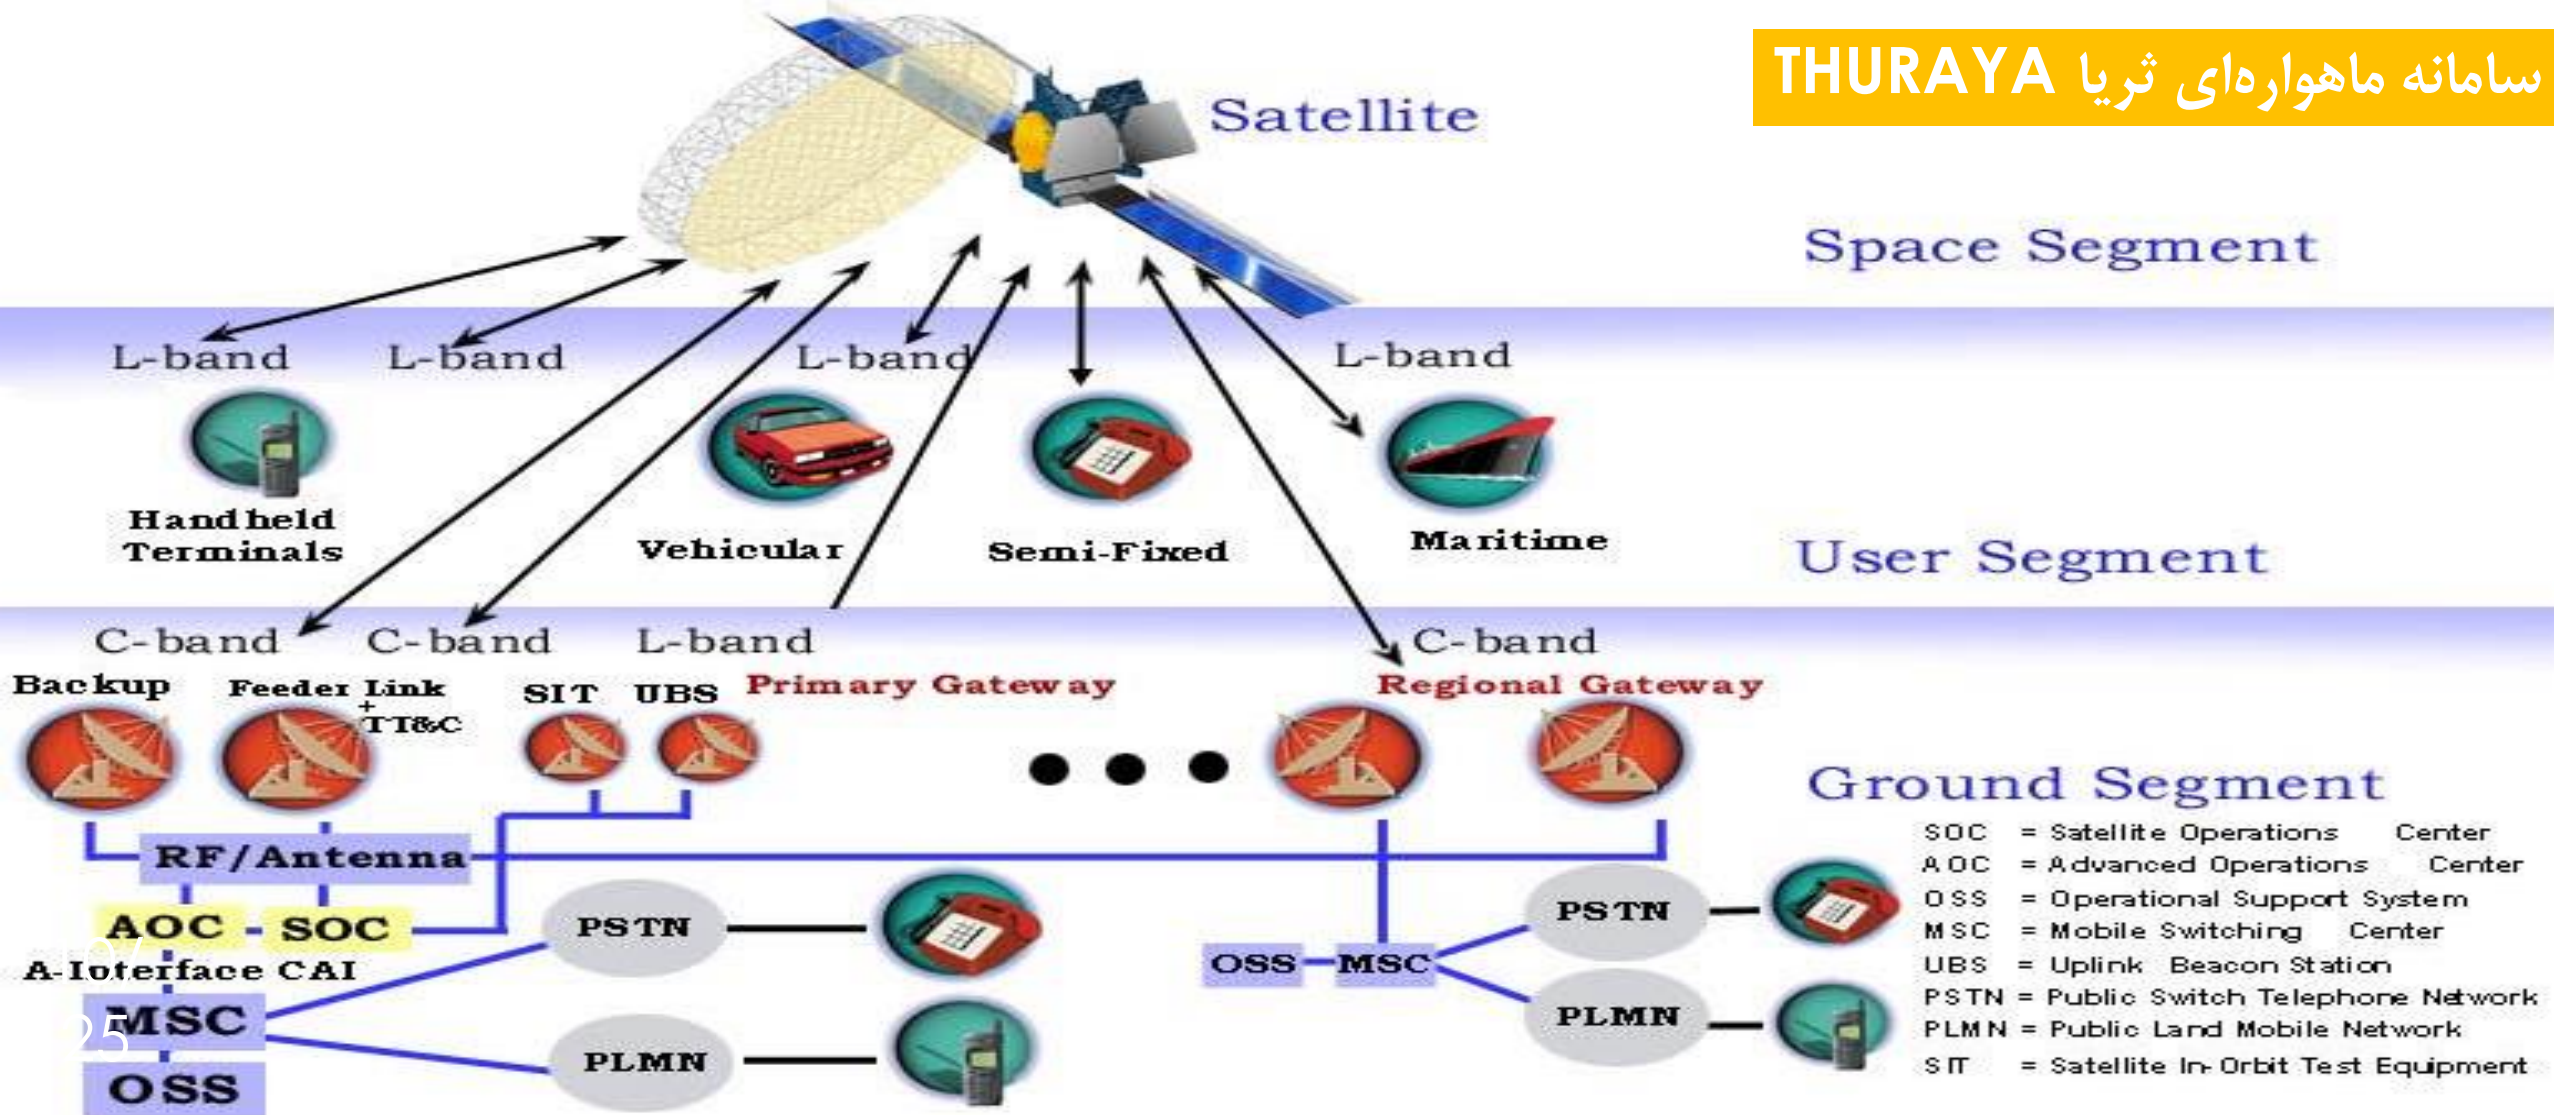 سامانه ماهواره‌ای ثریا THURAYA
Satellite
Space Segment
L-band
L-band
L-band
L-band
Handheld
Terminals
Vehicular
Semi-Fixed
Maritime
User Segment
C-band
C-band
L-band
C-band
Backup
Feeder Link
+
TT&C
SIT
UBS
Primary Gateway
Regional Gateway
Ground Segment
RF/Antenna
AOC
SOC
A-Interface CAI
MSC
OSS
PSTN
PLMN
OSS
MSC
PSTN
PLMN
SOC = Satellite Operations Center
AOC = Advanced Operations Center
OSS = Operational Support System
MSC = Mobile Switching Center
UBS = Uplink Beacon Station
PSTN = Public Switch Telephone Network
PLMN = Public Land Mobile Network
SIT = Satellite In-Orbit Test Equipment
25